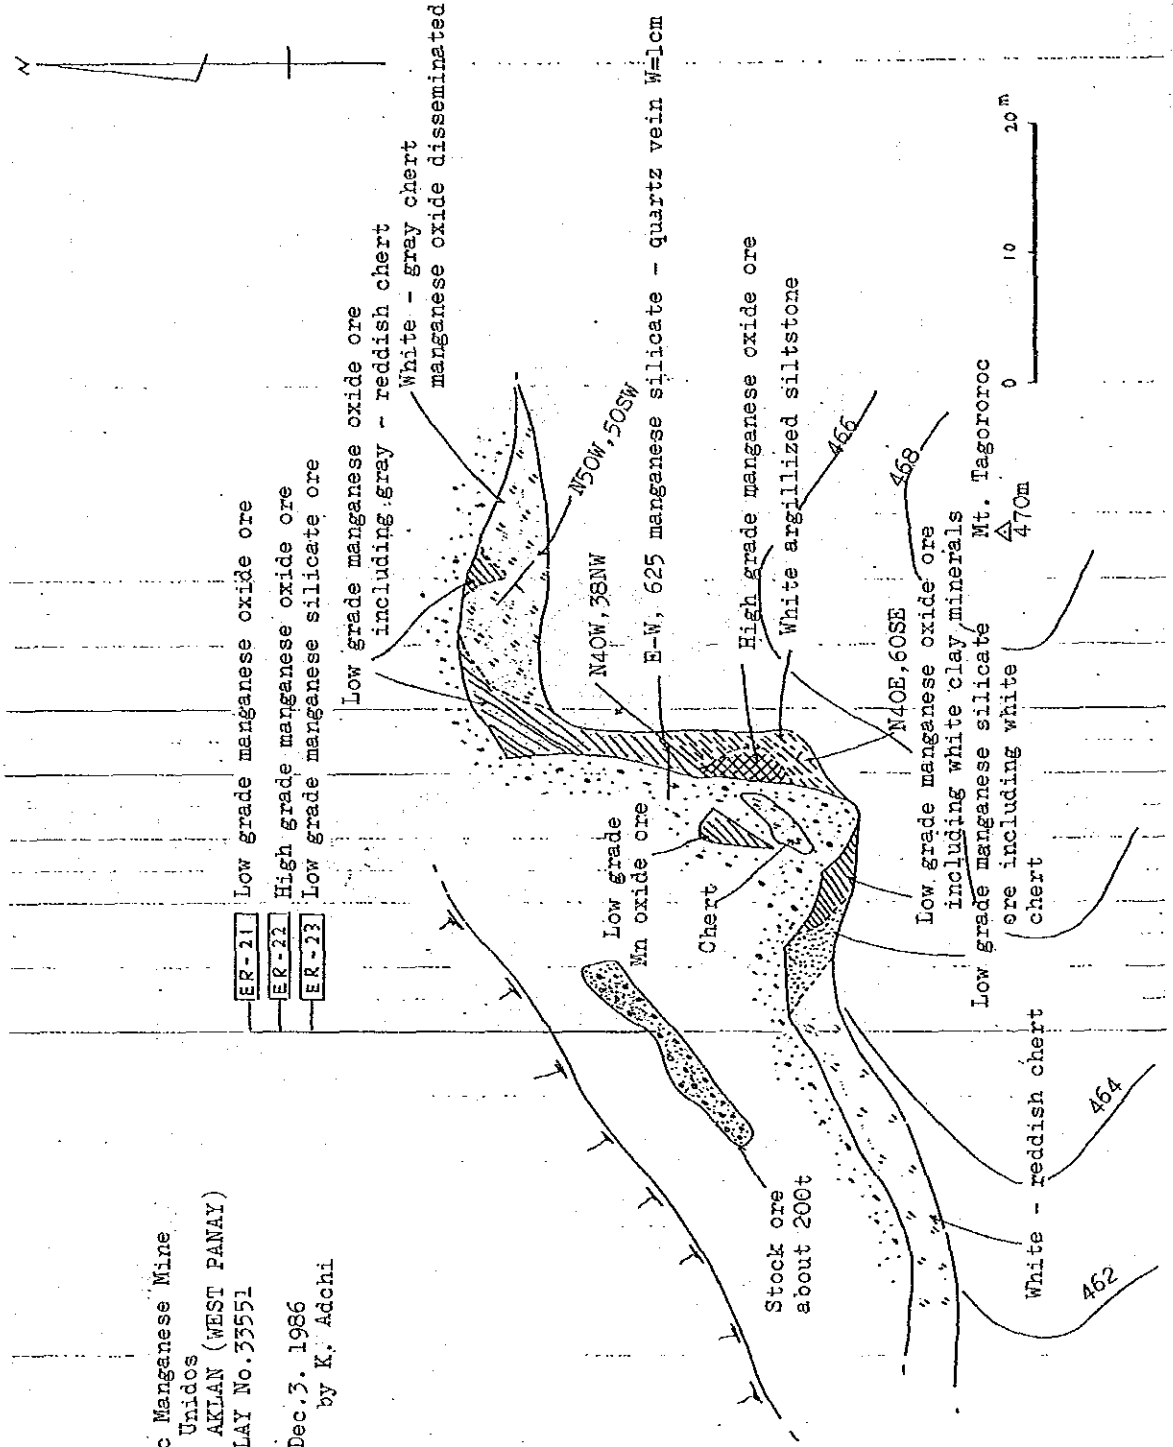 c Manganese Mine
Unidos
AKLAN (WEST PANAY)
LAY No.33551
Dec.3. 1986
by K. Adchi
ER-21 Low grade manganese oxide ore
ER-22 High grade manganese oxide ore
ER-23 Low grade manganese silicate ore
N
Low grade manganese oxide ore
including gray - reddish chert
White - gray chert
manganese oxide disseminated
N50W,50SW
N40W,38NW
E-W, 625 manganese silicate - quartz vein W=1cm
High grade manganese oxide ore
White argillized siltstone
N40E,60SE
Low grade
Mn oxide ore
Chert
Stock ore
about 200t
Low grade manganese oxide ore
including white clay minerals
Low grade manganese silicate
ore including white
chert
White - reddish chert
462
464
466
468
Mt. Tagororoc
470m
0 10 20 m